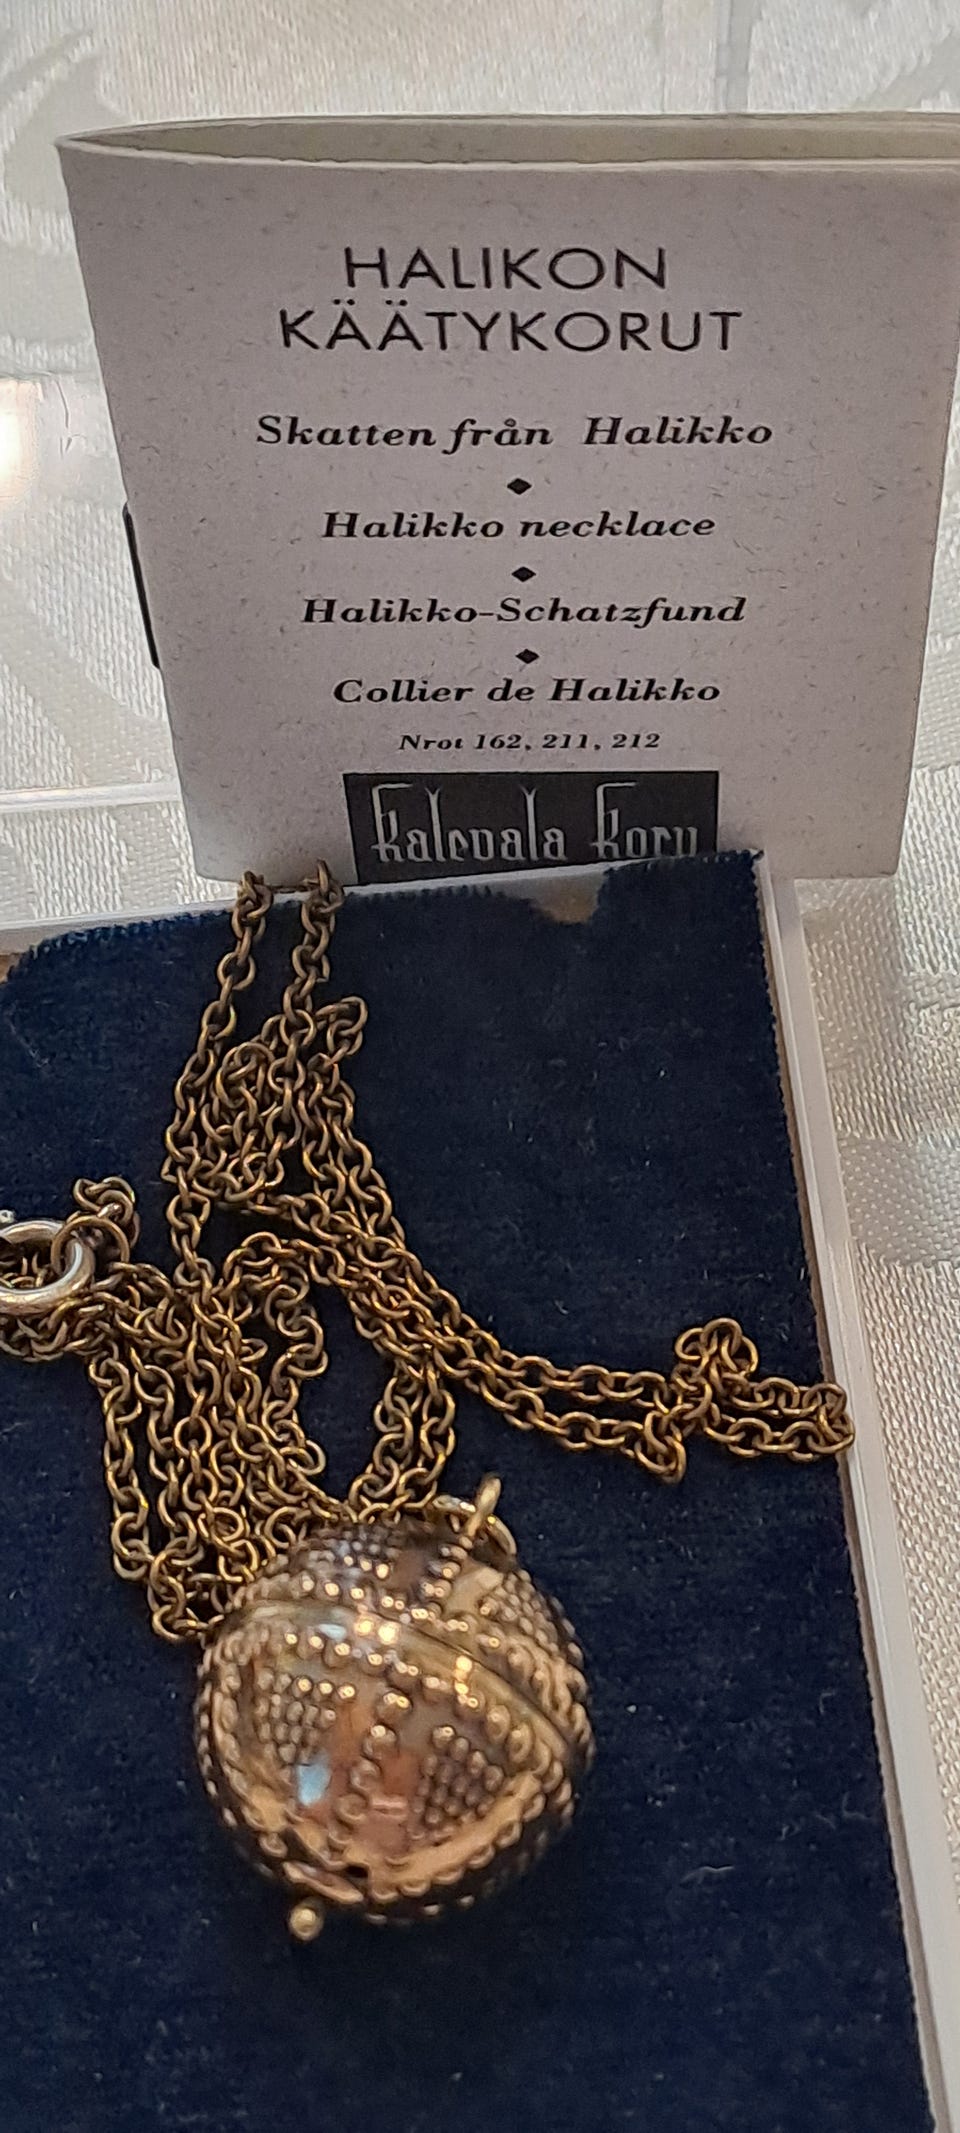 HALIKON
KÄÄTYKORUT
Skatten från Halikko
Halikko necklace
Halikko-Schatzfund
Collier de Halikko
Nrot 162, 211, 212
Kalevala Koru